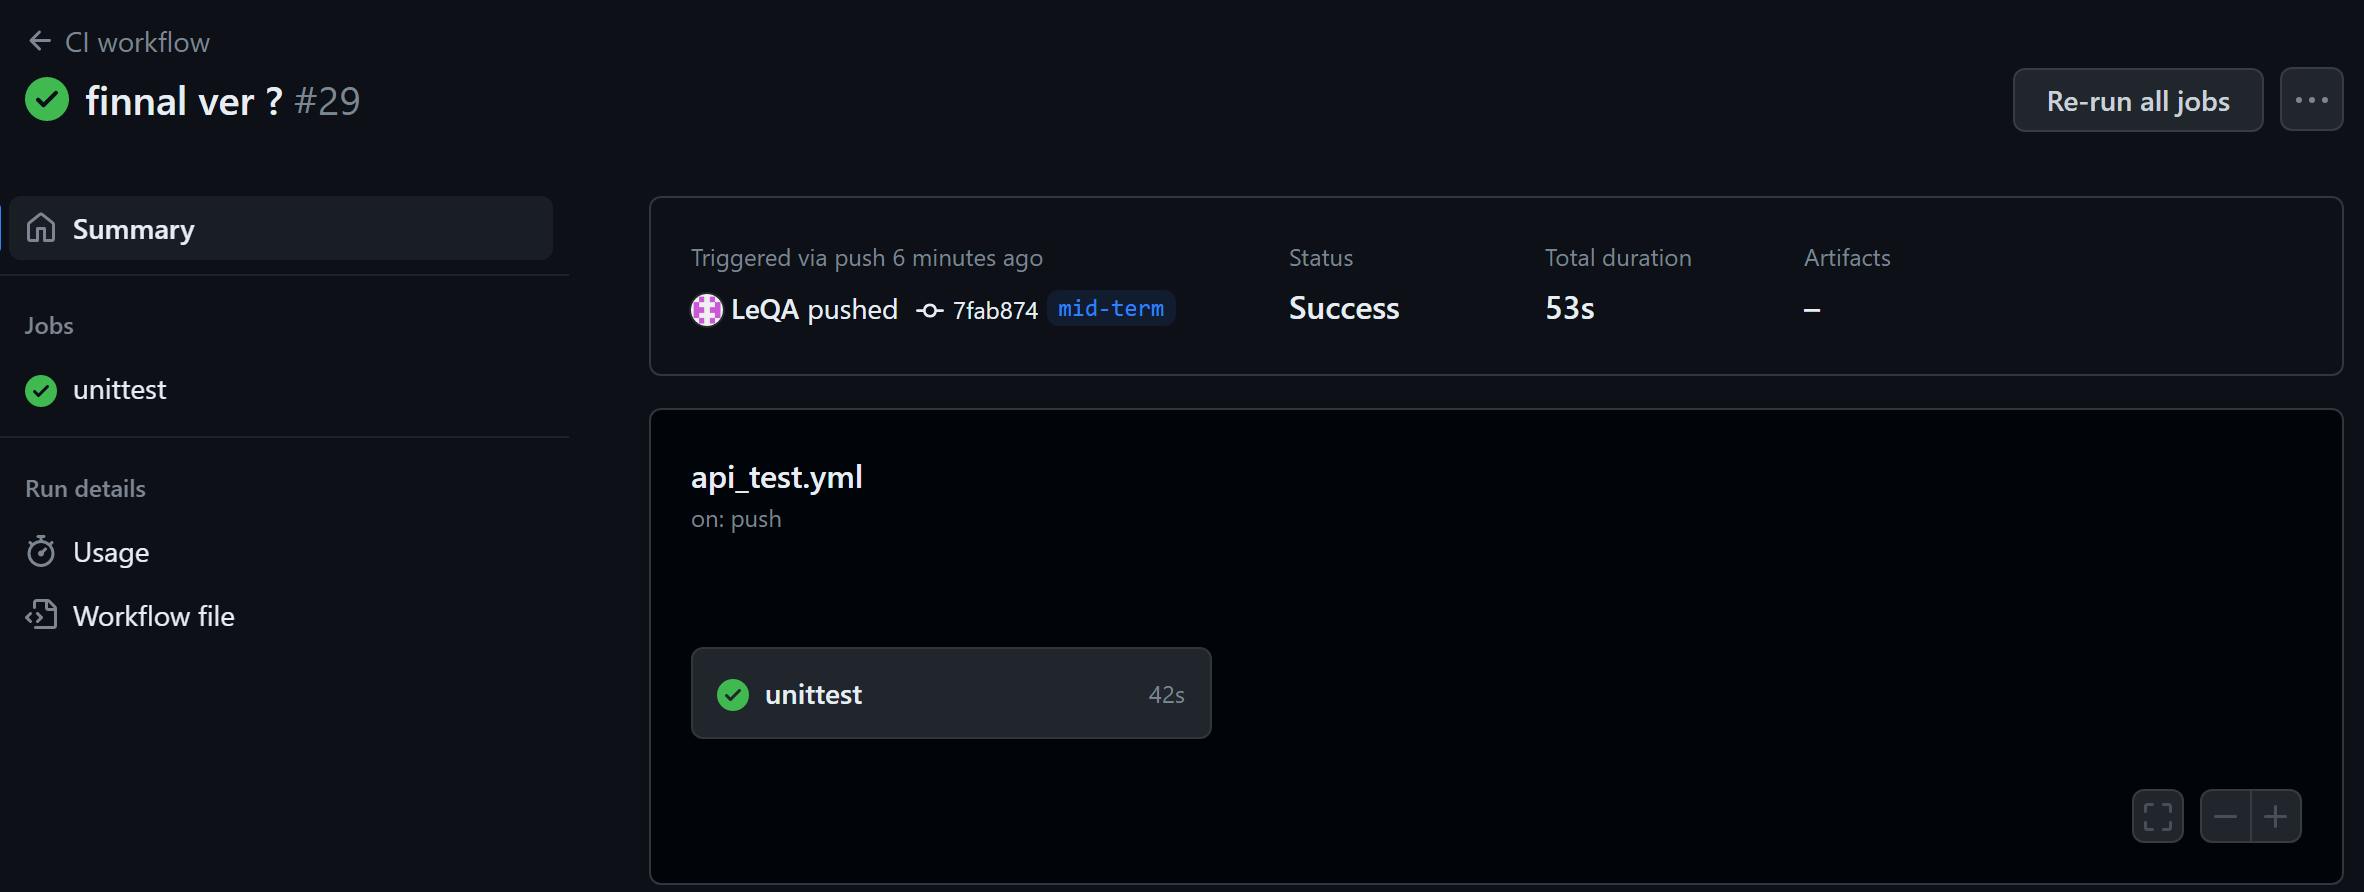 CI workflow
finnal ver ? #29
Re-run all jobs
Summary
Jobs
unittest
Run details
Usage
Workflow file
Triggered via push 6 minutes ago
LeQA pushed 7fab874 mid-term
Status
Success
Total duration
53s
Artifacts
–
api_test.yml
on: push
unittest 42s